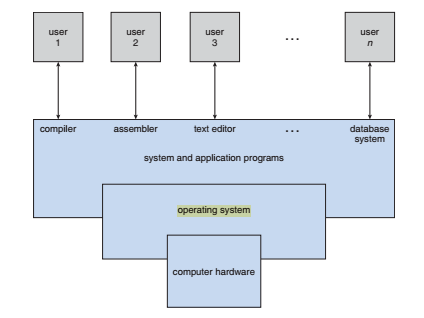 user
1
user
2
user
3
...
user
n
compiler
assembler
text editor
...
database
system
system and application programs
operating system
computer hardware